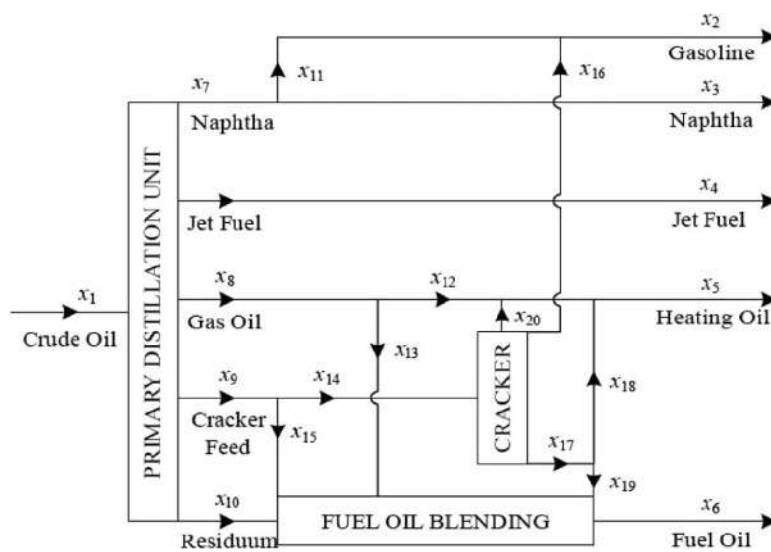 x2
Gasoline
x7
x11
x16
x3
Naphtha
Naphtha
x4
Jet Fuel
Jet Fuel
PRIMARY DISTILLATION UNIT
x1
Crude Oil
x8
x12
x5
Gas Oil
Heating Oil
x13
x20
CRACKER
x9
x14
x18
Cracker
Feed
x15
x17
x19
x10
x6
Residuum
FUEL OIL BLENDING
Fuel Oil